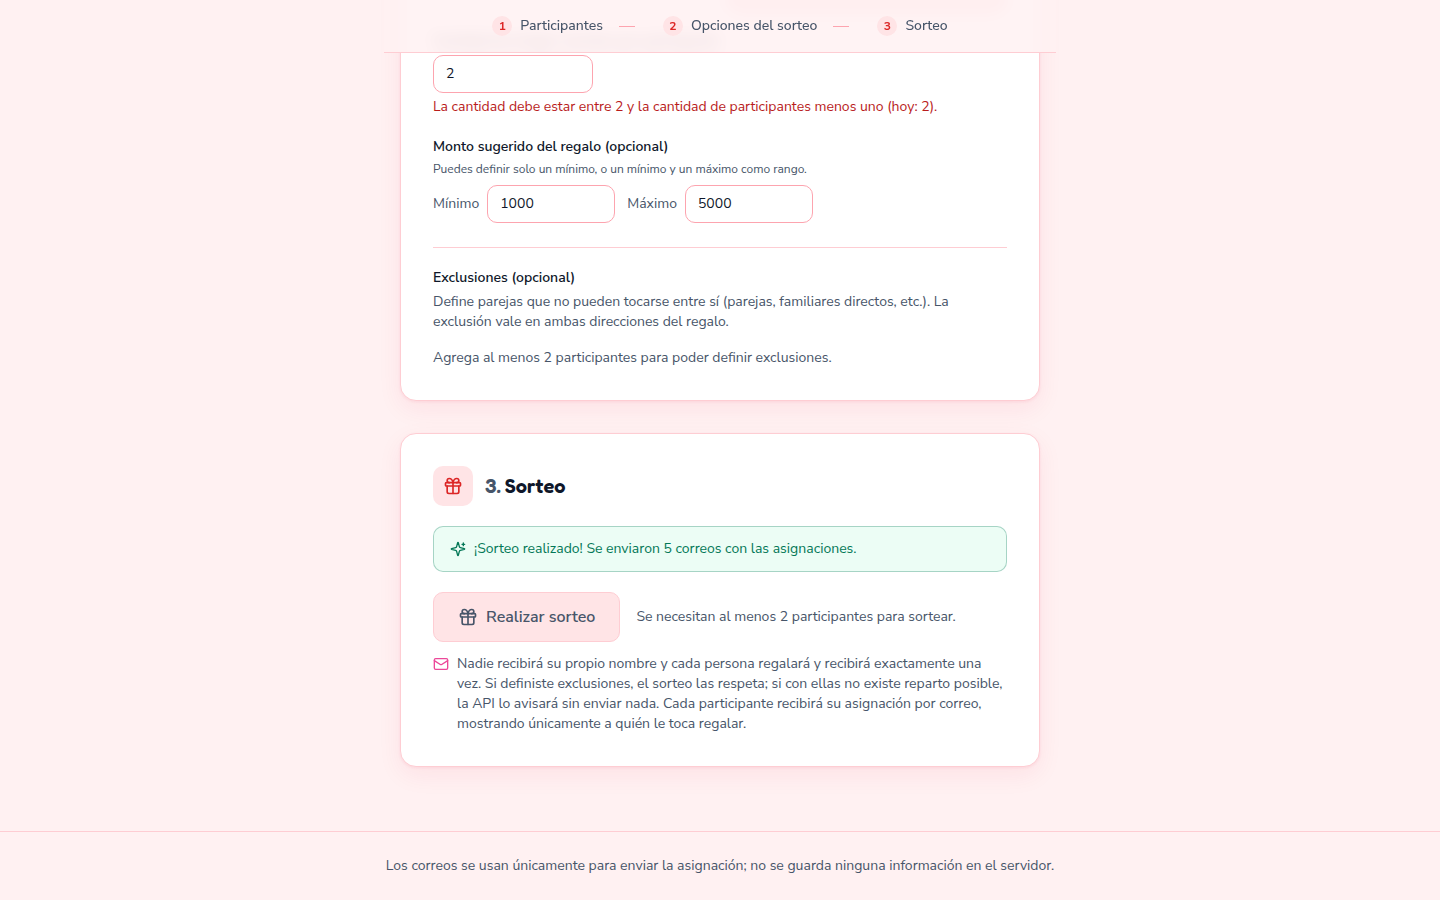 1 Participantes — 2 Opciones del sorteo — 3 Sorteo
2
La cantidad debe estar entre 2 y la cantidad de participantes menos uno (hoy: 2).
Monto sugerido del regalo (opcional)
Puedes definir solo un mínimo, o un mínimo y un máximo como rango.
Mínimo 1000 Máximo 5000
Exclusiones (opcional)
Define parejas que no pueden tocarse entre sí (parejas, familiares directos, etc.). La
exclusión vale en ambas direcciones del regalo.
Agrega al menos 2 participantes para poder definir exclusiones.
3. Sorteo
¡Sorteo realizado! Se enviaron 5 correos con las asignaciones.
Realizar sorteo Se necesitan al menos 2 participantes para sortear.
Nadie recibirá su propio nombre y cada persona regalará y recibirá exactamente una
vez. Si definiste exclusiones, el sorteo las respeta; si con ellas no existe reparto posible,
la API lo avisará sin enviar nada. Cada participante recibirá su asignación por correo,
mostrando únicamente a quién le toca regalar.
Los correos se usan únicamente para enviar la asignación; no se guarda ninguna información en el servidor.